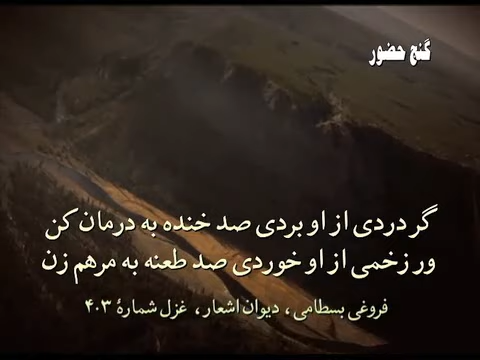 گنج حضور
گر دردی از او بردی صد خنده به درمان کن
ور زخمی از او خوردی صد طعنه به مرهم زن
فروغی بسطامی، دیوان اشعار، غزل شمارهٔ ۴۰۳